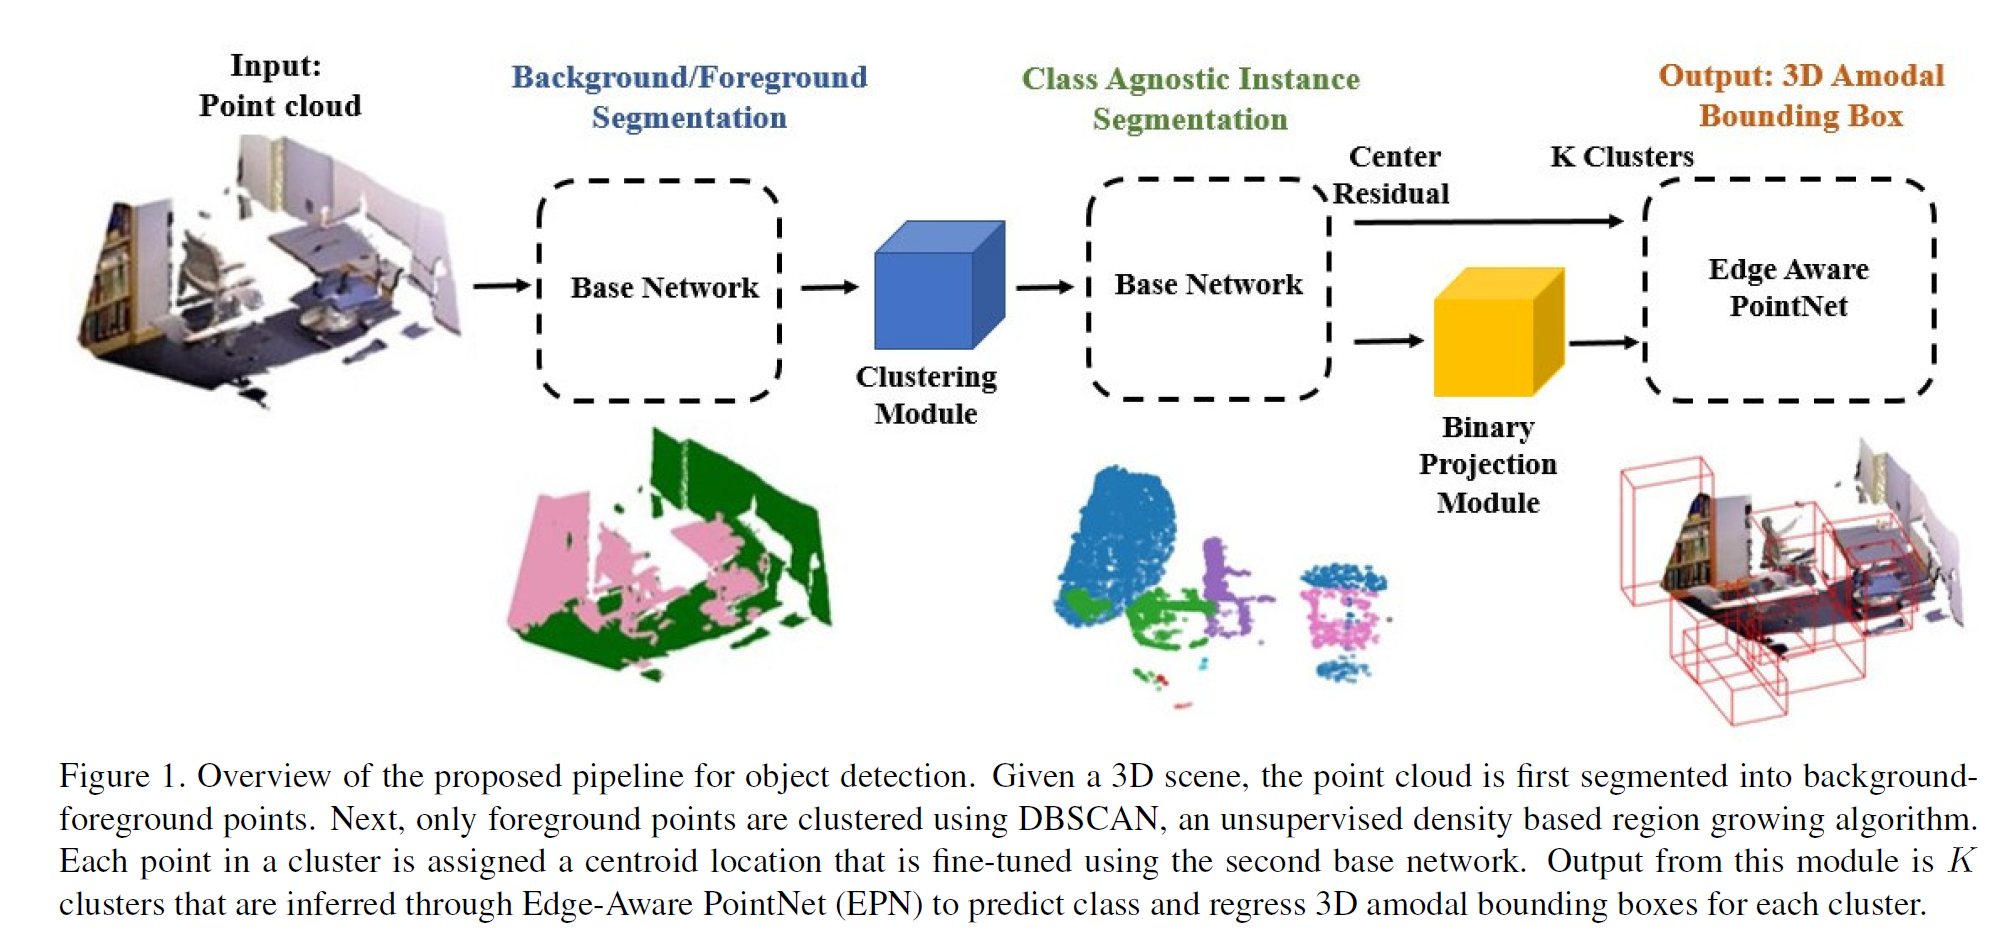 Input:
Point cloud
Background/Foreground
Segmentation
Class Agnostic Instance
Segmentation
Output: 3D Amodal
Bounding Box
Center
Residual
K Clusters
Base Network
Clustering
Module
Base Network
Binary
Projection
Module
Edge Aware
PointNet
Figure 1. Overview of the proposed pipeline for object detection. Given a 3D scene, the point cloud is first segmented into background-
foreground points. Next, only foreground points are clustered using DBSCAN, an unsupervised density based region growing algorithm.
Each point in a cluster is assigned a centroid location that is fine-tuned using the second base network. Output from this module is K
clusters that are inferred through Edge-Aware PointNet (EPN) to predict class and regress 3D amodal bounding boxes for each cluster.